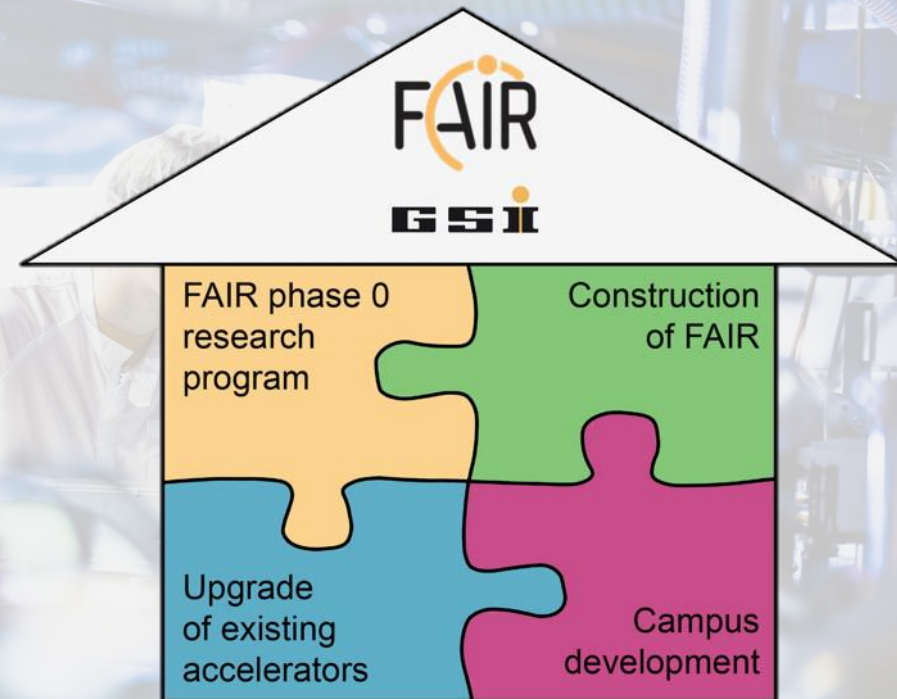 FAIR
GSI
FAIR phase 0
research
program
Construction
of FAIR
Upgrade
of existing
accelerators
Campus
development